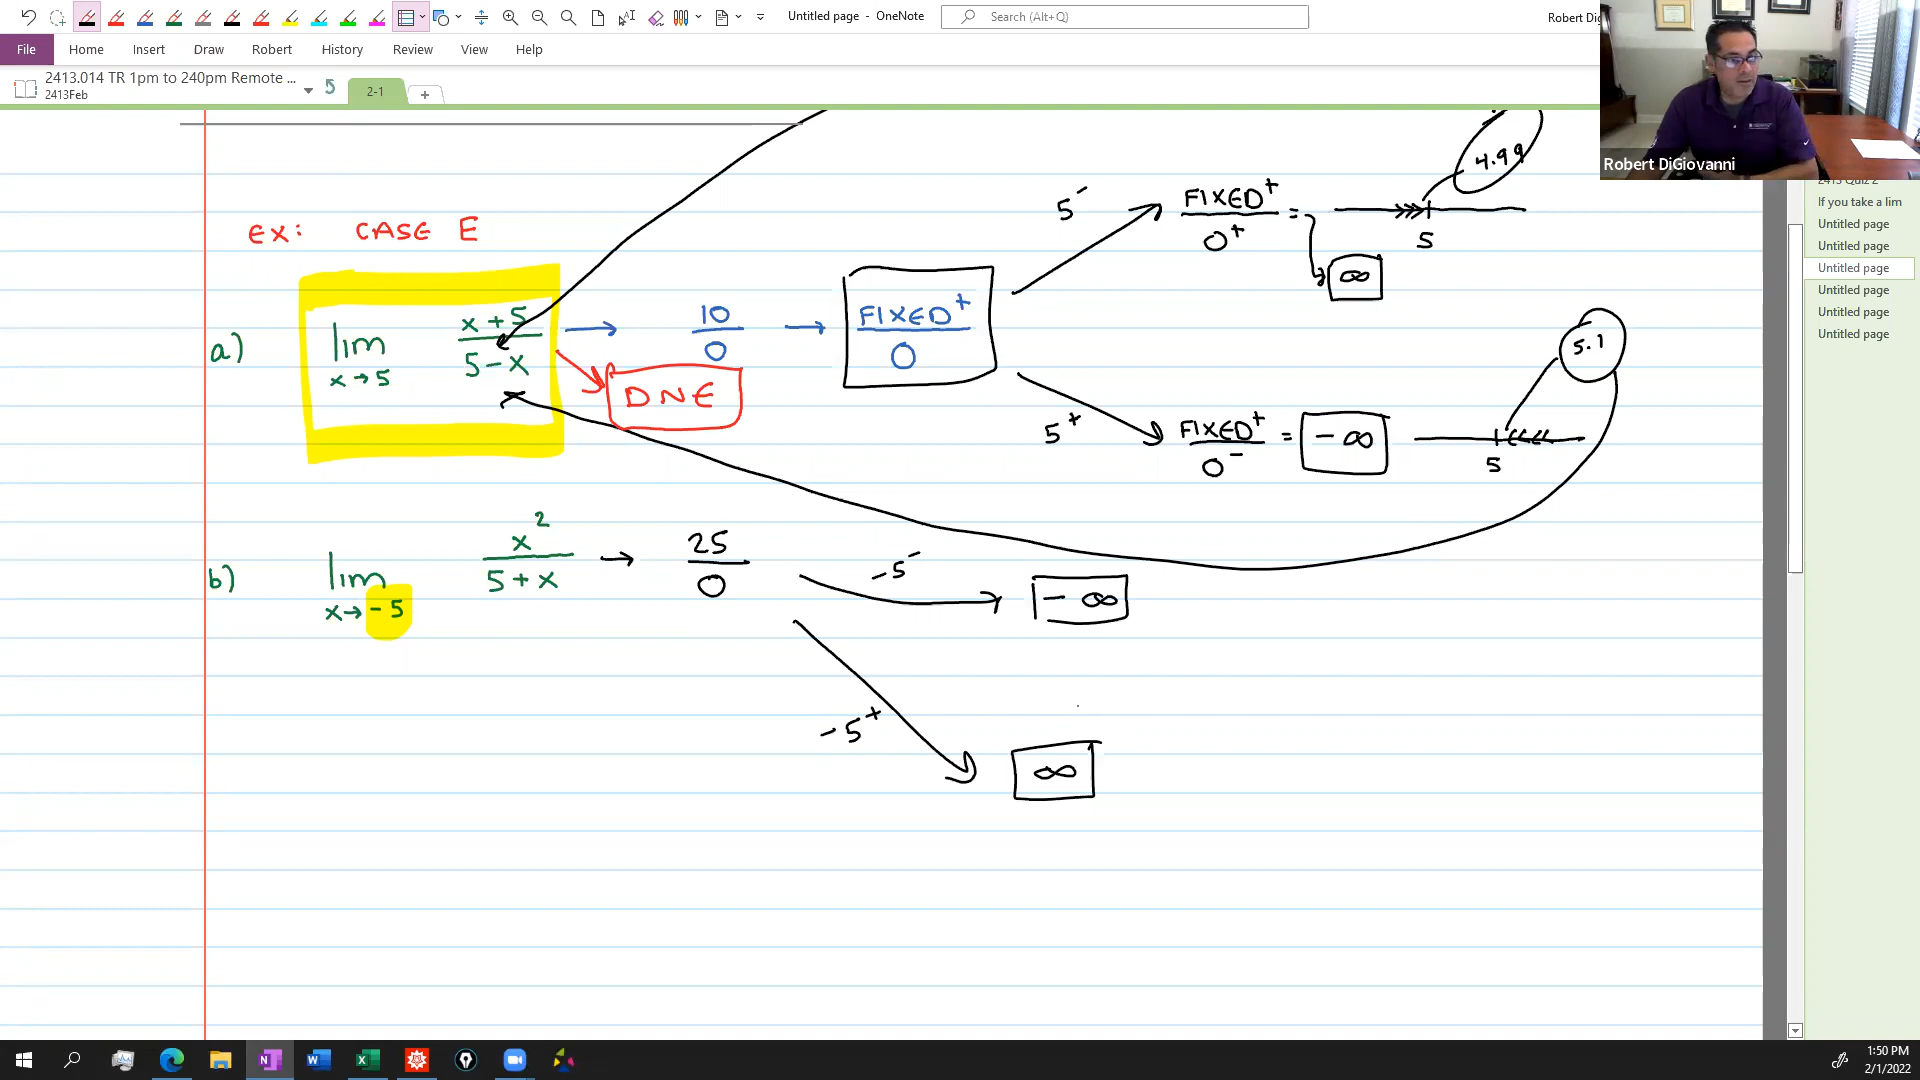 Untitled page - OneNote
Search (Alt+Q)
Robert Di
File Home Insert Draw Robert History Review View Help
2413.014 TR 1pm to 240pm Remote ...
2413Feb
2-1
Robert DiGiovanni
If you take a lim
Untitled page
Untitled page
Untitled page
Untitled page
Untitled page
Untitled page
EX: CASE E
a) lim x→5 x+5 / 5-x → 10/0 → FIXED⁺/0
DNE
5⁻ FIXED⁺/0⁺ = ∞
4.99
5
5⁺ FIXED⁺/0⁻ = -∞
5.1
5
b) lim x→-5 x² / 5+x → 25/0
-5⁻ -∞
-5⁺ ∞
1:50 PM
2/1/2022